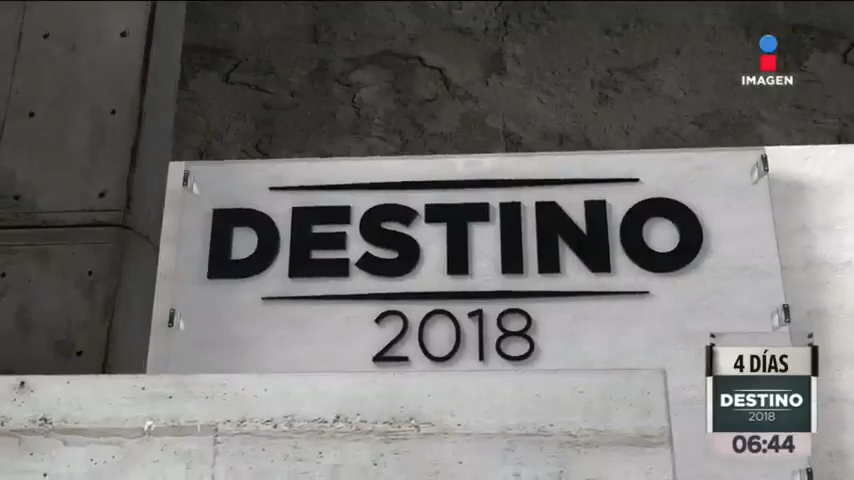 IMAGEN
DESTINO
2018
4 DÍAS
DESTINO
2018
06:44